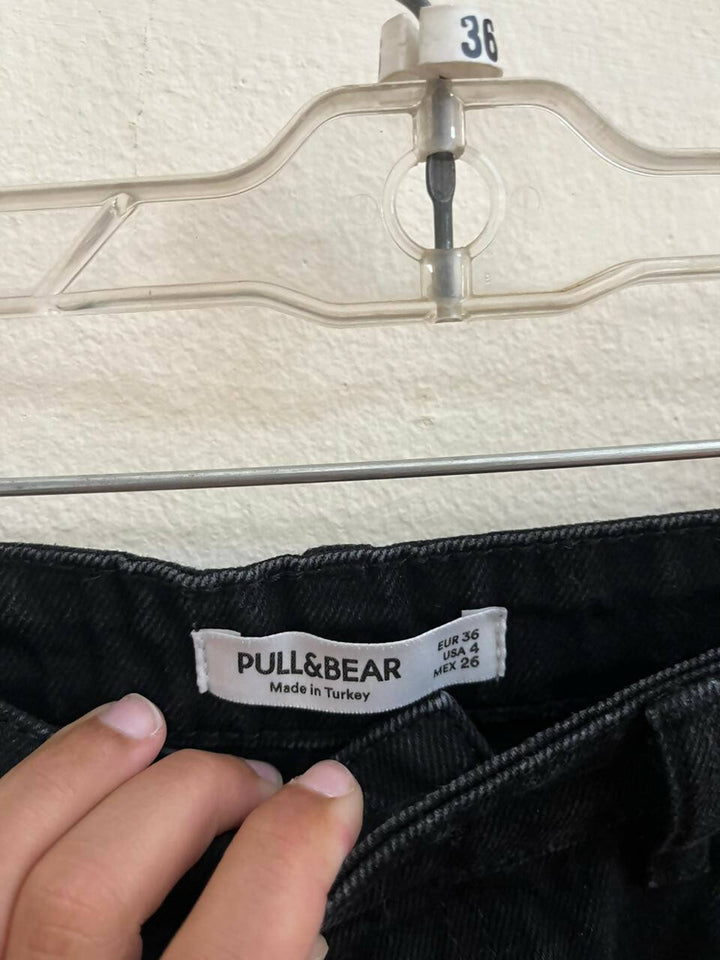 36
PULL&BEAR
Made in Turkey
EUR 36
USA 4
MEX 26